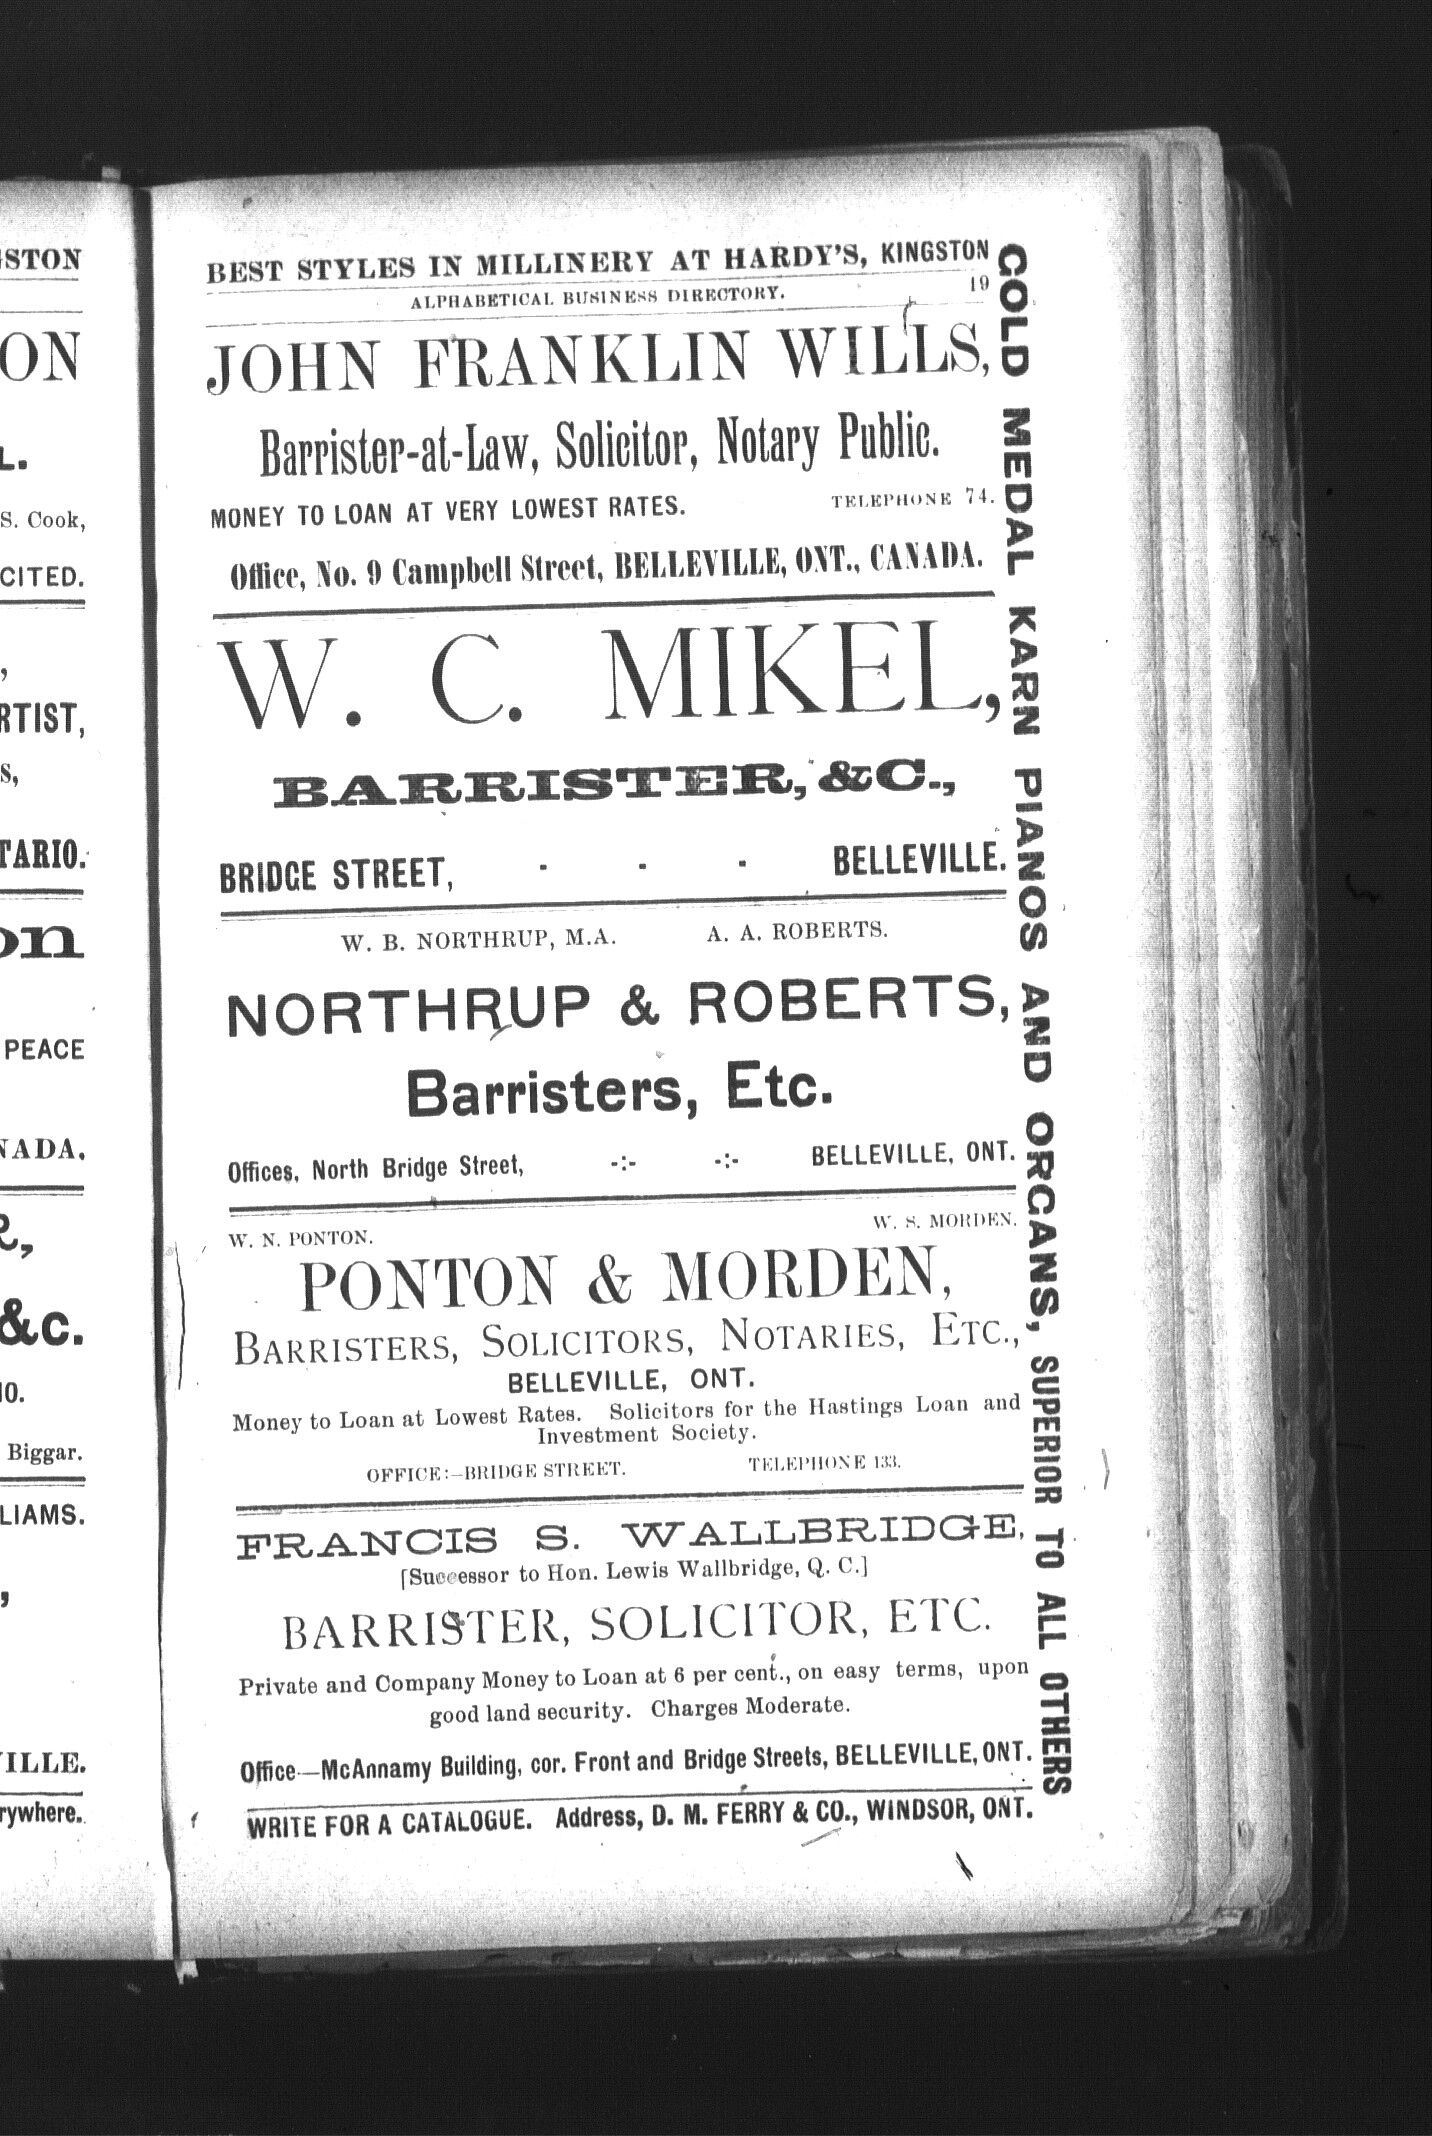 STON
ON
L.
S. Cook,
CITED.
,
RTIST,
S,
TARIO.
on
PEACE
NADA.
R,
&c.
IO.
Biggar.
LIAMS.
,
ILLE.
rywhere.
BEST STYLES IN MILLINERY AT HARDY'S, KINGSTON
ALPHABETICAL BUSINESS DIRECTORY. 19
JOHN FRANKLIN WILLS,
Barrister-at-Law, Solicitor, Notary Public.
MONEY TO LOAN AT VERY LOWEST RATES. TELEPHONE 74.
Office, No. 9 Campbell Street, BELLEVILLE, ONT., CANADA.
W. C. MIKEL,
BARRISTER, &C.,
BRIDGE STREET, - - - BELLEVILLE.
W. B. NORTHRUP, M.A. A. A. ROBERTS.
NORTHRUP & ROBERTS,
Barristers, Etc.
Offices, North Bridge Street, -:- -:- BELLEVILLE, ONT.
W. N. PONTON. W. S. MORDEN.
PONTON & MORDEN,
BARRISTERS, SOLICITORS, NOTARIES, ETC.,
BELLEVILLE, ONT.
Money to Loan at Lowest Rates. Solicitors for the Hastings Loan and
Investment Society.
OFFICE:—BRIDGE STREET. TELEPHONE 133.
FRANCIS S. WALLBRIDGE,
[Successor to Hon. Lewis Wallbridge, Q. C.]
BARRISTER, SOLICITOR, ETC.
Private and Company Money to Loan at 6 per cent., on easy terms, upon
good land security. Charges Moderate.
Office—McAnnamy Building, cor. Front and Bridge Streets, BELLEVILLE, ONT.
WRITE FOR A CATALOGUE. Address, D. M. FERRY & CO., WINDSOR, ONT.
GOLD MEDAL KARN PIANOS AND ORGANS, SUPERIOR TO ALL OTHERS